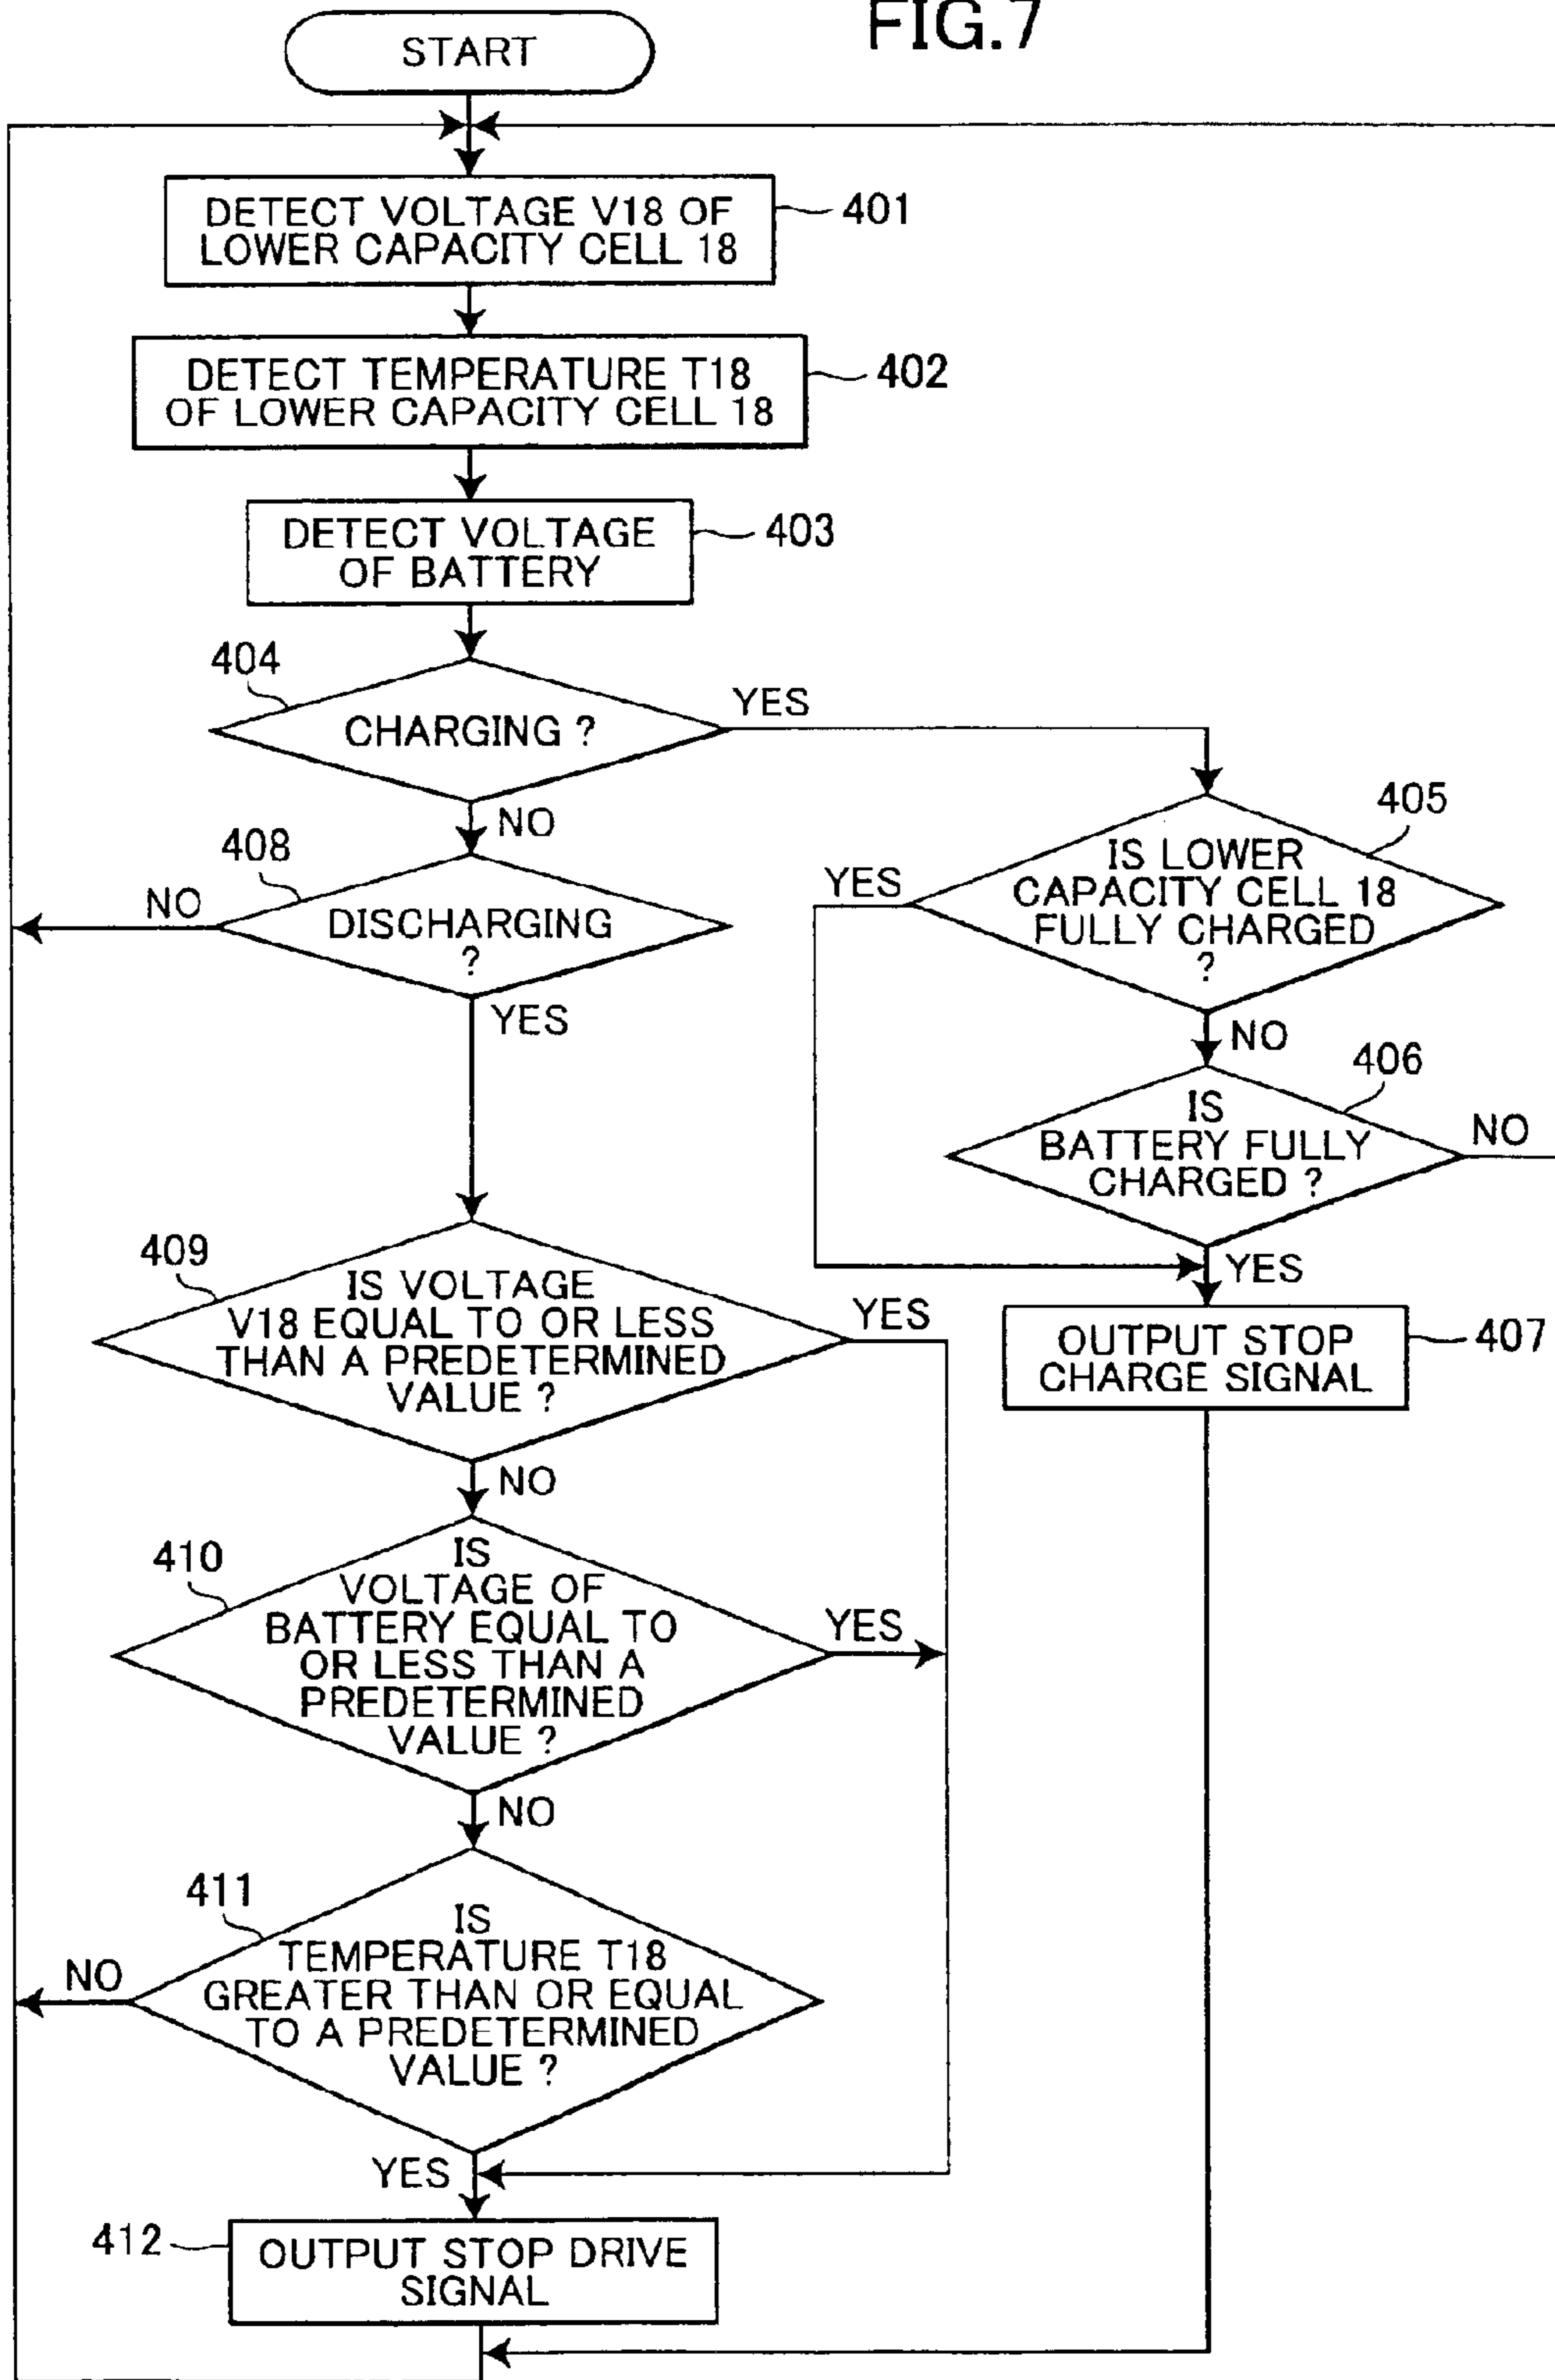 FIG.7
START
DETECT VOLTAGE V18 OF
LOWER CAPACITY CELL 18
401
DETECT TEMPERATURE T18
OF LOWER CAPACITY CELL 18
402
DETECT VOLTAGE
OF BATTERY
403
404
CHARGING ?
YES
NO
405
IS LOWER
CAPACITY CELL 18
FULLY CHARGED
?
YES
NO
406
IS
BATTERY FULLY
CHARGED ?
NO
YES
OUTPUT STOP
CHARGE SIGNAL
407
408
DISCHARGING
?
NO
YES
409
IS VOLTAGE
V18 EQUAL TO OR LESS
THAN A PREDETERMINED
VALUE ?
YES
NO
410
IS
VOLTAGE OF
BATTERY EQUAL TO
OR LESS THAN A
PREDETERMINED
VALUE ?
YES
NO
411
IS
TEMPERATURE T18
GREATER THAN OR EQUAL
TO A PREDETERMINED
VALUE ?
NO
YES
412
OUTPUT STOP DRIVE
SIGNAL